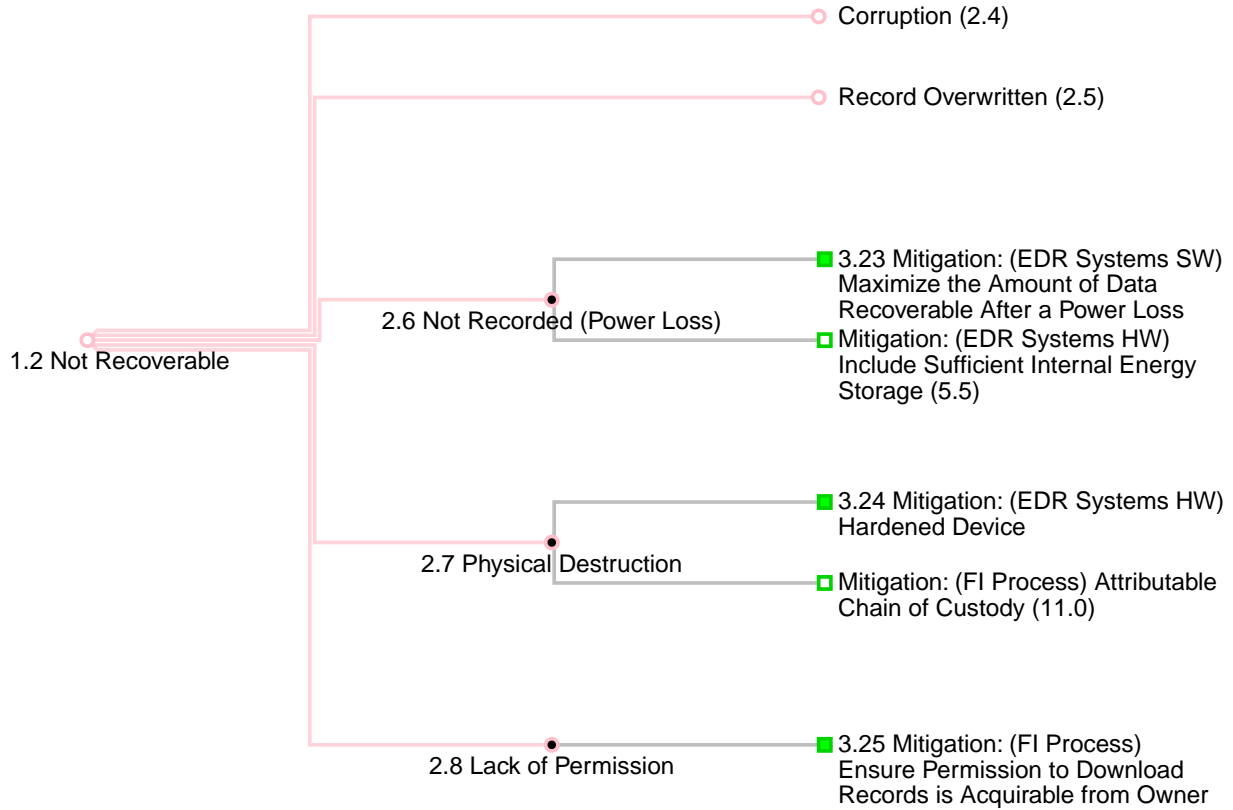 Corruption (2.4)
Record Overwritten (2.5)
3.23 Mitigation: (EDR Systems SW)
Maximize the Amount of Data
Recoverable After a Power Loss
2.6 Not Recorded (Power Loss)
Mitigation: (EDR Systems HW)
Include Sufficient Internal Energy
Storage (5.5)
1.2 Not Recoverable
3.24 Mitigation: (EDR Systems HW)
Hardened Device
2.7 Physical Destruction
Mitigation: (FI Process) Attributable
Chain of Custody (11.0)
2.8 Lack of Permission
3.25 Mitigation: (FI Process)
Ensure Permission to Download
Records is Acquirable from Owner